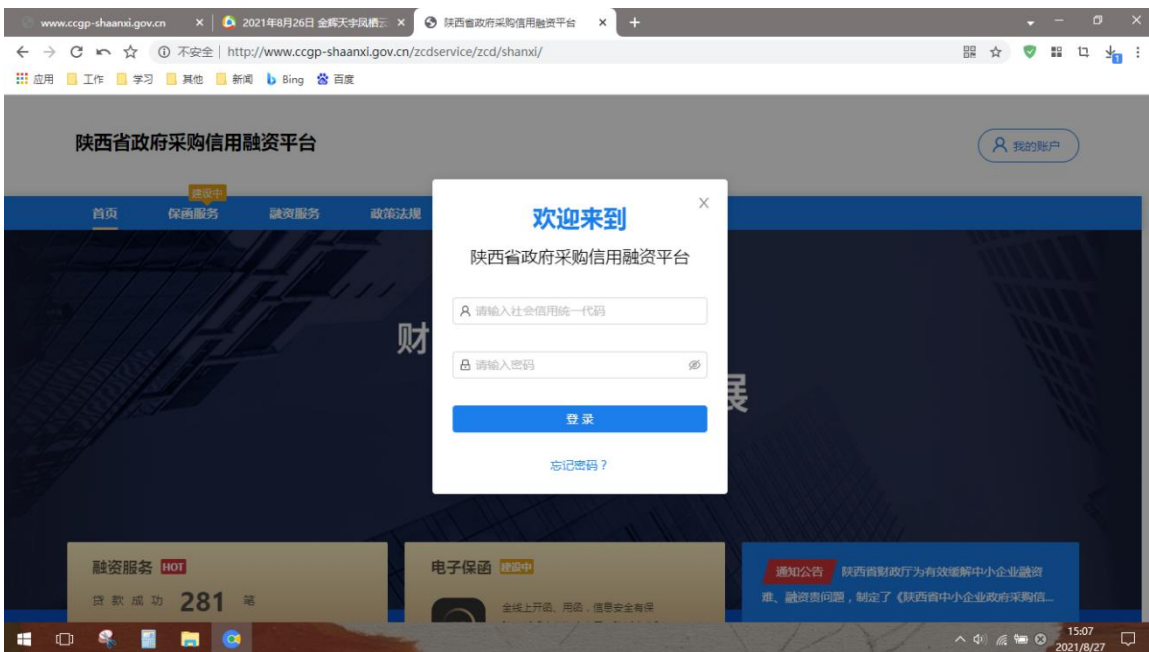 www.ccgp-shaanxi.gov.cn
2021年8月26日 金辉天宇凤栖云
陕西省政府采购信用融资平台
不安全 | http://www.ccgp-shaanxi.gov.cn/zcdservice/zcd/shanxi/
应用 工作 学习 其他 新闻 Bing 百度
陕西省政府采购信用融资平台
我的账户
建设中
首页 保函服务 融资服务 政策法规
欢迎来到
陕西省政府采购信用融资平台
请输入社会信用统一代码
请输入密码
登录
忘记密码？
财
展
融资服务 HOT
贷款成功 281 笔
电子保函 建设中
全线上开函、用函，信息安全有保
通知公告 陕西省财政厅为有效缓解中小企业融资
难、融资贵问题，制定了《陕西省中小企业政府采购信...
1
15:07
2021/8/27